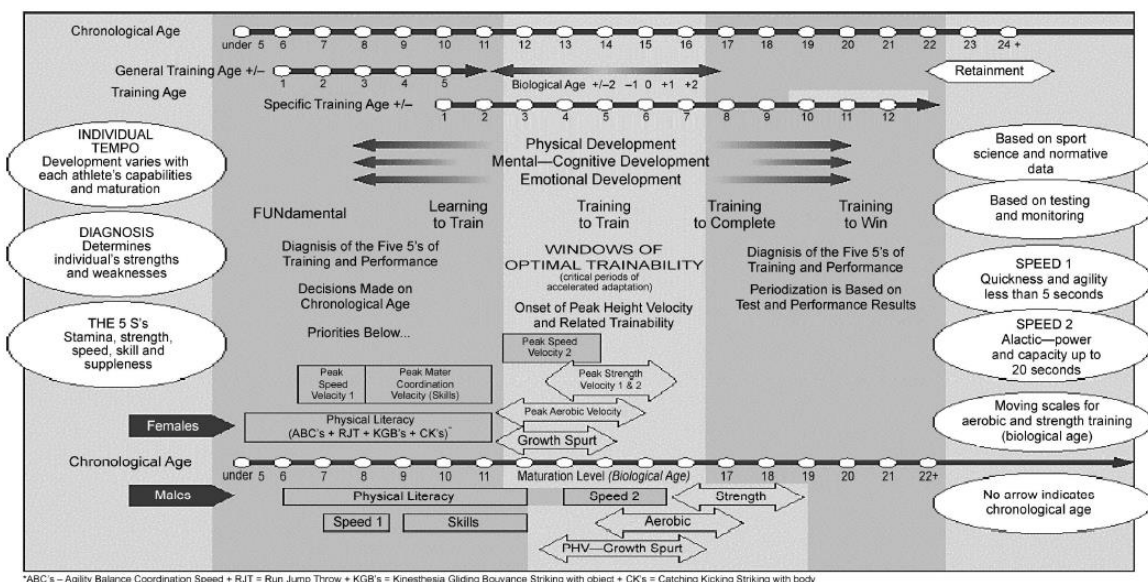 Chronological Age
under 5 6 7 8 9 10 11 12 13 14 15 16 17 18 19 20 21 22 23 24 +
General Training Age +/–
1 2 3 4 5
Biological Age +/–2 –1 0 +1 +2
Retainment
Training Age
Specific Training Age +/–
1 2 3 4 5 6 7 8 9 10 11 12
INDIVIDUAL
TEMPO
Development varies with
each athlete's capabilities
and maturation
DIAGNOSIS
Determines
individual's strengths
and weaknesses
THE 5 S's
Stamina, strength,
speed, skill and
suppleness
Physical Development
Mental—Cognitive Development
Emotional Development
FUNdamental
Learning
to Train
Training
to Train
Training
to Complete
Training
to Win
Diagnisis of the Five 5's of
Training and Performance
Decisions Made on
Chronological Age
Priorities Below...
WINDOWS OF
OPTIMAL TRAINABILITY
(critical periods of
accelerated adaptation)
Onset of Peak Height Velocity
and Related Trainability
Diagnosis of the Five 5's of
Training and Performance
Periodization is Based on
Test and Performance Results
Based on sport
science and normative
data
Based on testing
and monitoring
SPEED 1
Quickness and agility
less than 5 seconds
SPEED 2
Alactic—power
and capacity up to
20 seconds
Moving scales for
aerobic and strength training
(biological age)
No arrow indicates
chronological age
Peak Speed
Velocity 2
Peak
Speed
Velacity 1
Peak Mater
Coordination
Velacity (Skills)
Peak Strength
Velocity 1 & 2
Females
Physical Literacy
(ABC's + RJT + KGB's + CK's)*
Peak Aerobic Velocity
Growth Spurt
Chronological Age
under 5 6 7 8 9 10 11 Maturation Level (Biological Age) 17 18 19 20 21 22+
Males
Physical Literacy
Speed 2
Strength
Speed 1
Skills
Aerobic
PHV—Growth Spurt
*ABC's – Agility Balance Coordination Speed + RJT = Run Jump Throw + KGB's = Kinesthesia Gliding Bouyance Striking with object + CK's = Catching Kicking Striking with body